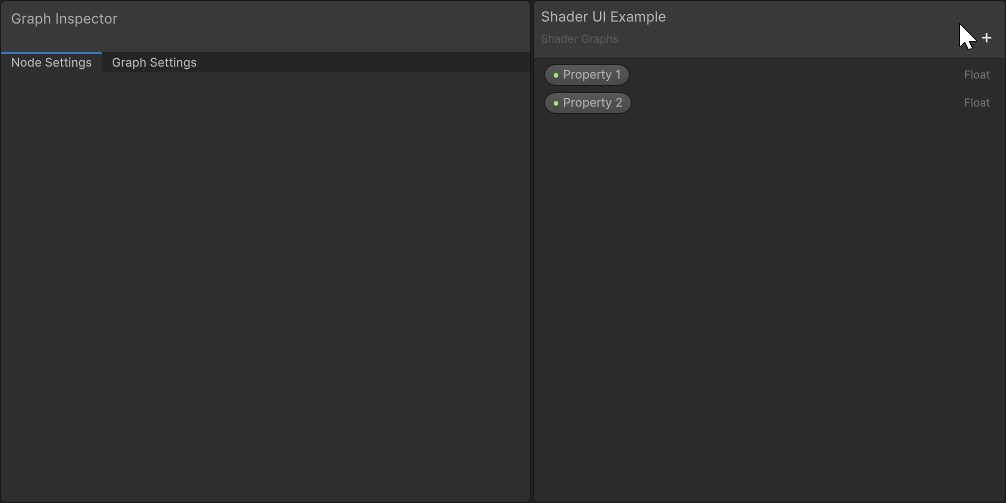 Graph Inspector
Node Settings
Graph Settings
Shader UI Example
Shader Graphs
+
Property 1
Float
Property 2
Float